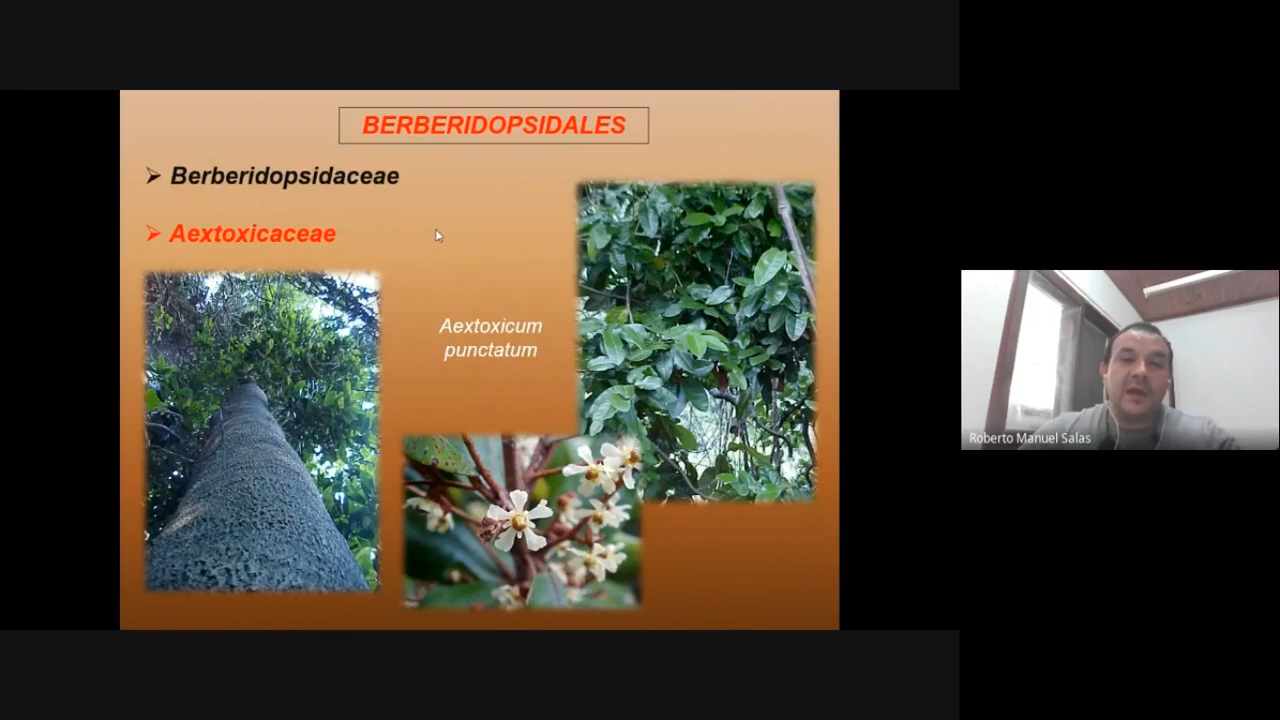 BERBERIDOPSIDALES
Berberidopsidaceae
Aextoxicaceae
Aextoxicum
punctatum
Roberto Manuel Salas